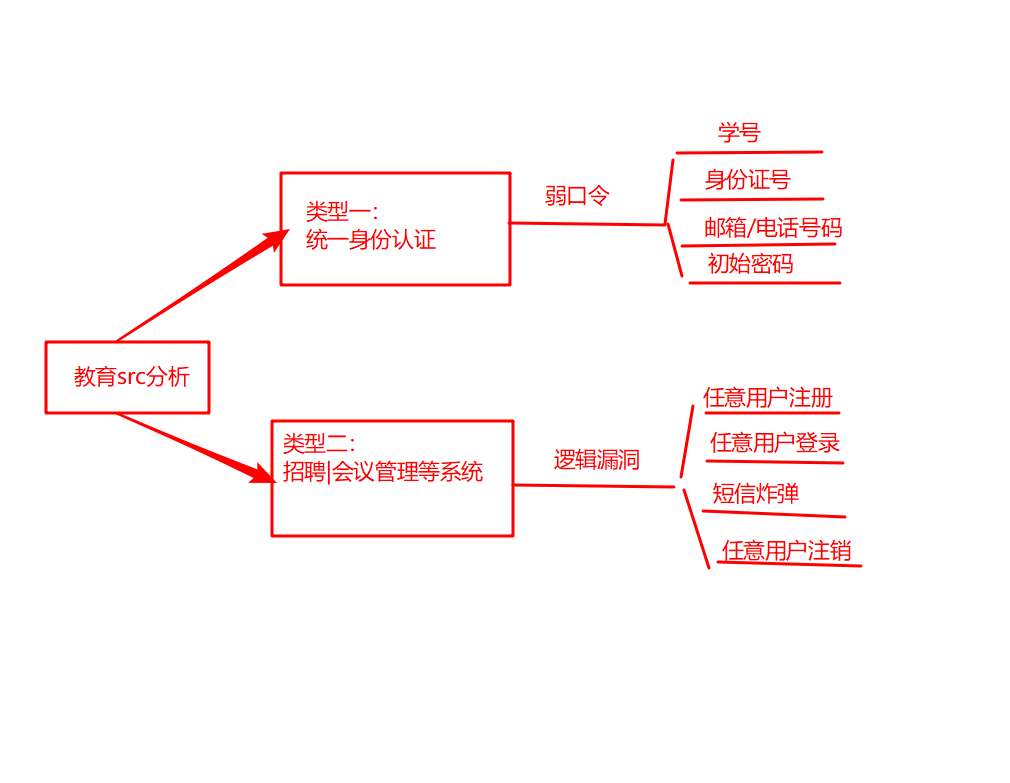 教育src分析
类型一：
统一身份认证
弱口令
学号
身份证号
邮箱/电话号码
初始密码
类型二：
招聘|会议管理等系统
逻辑漏洞
任意用户注册
任意用户登录
短信炸弹
任意用户注销